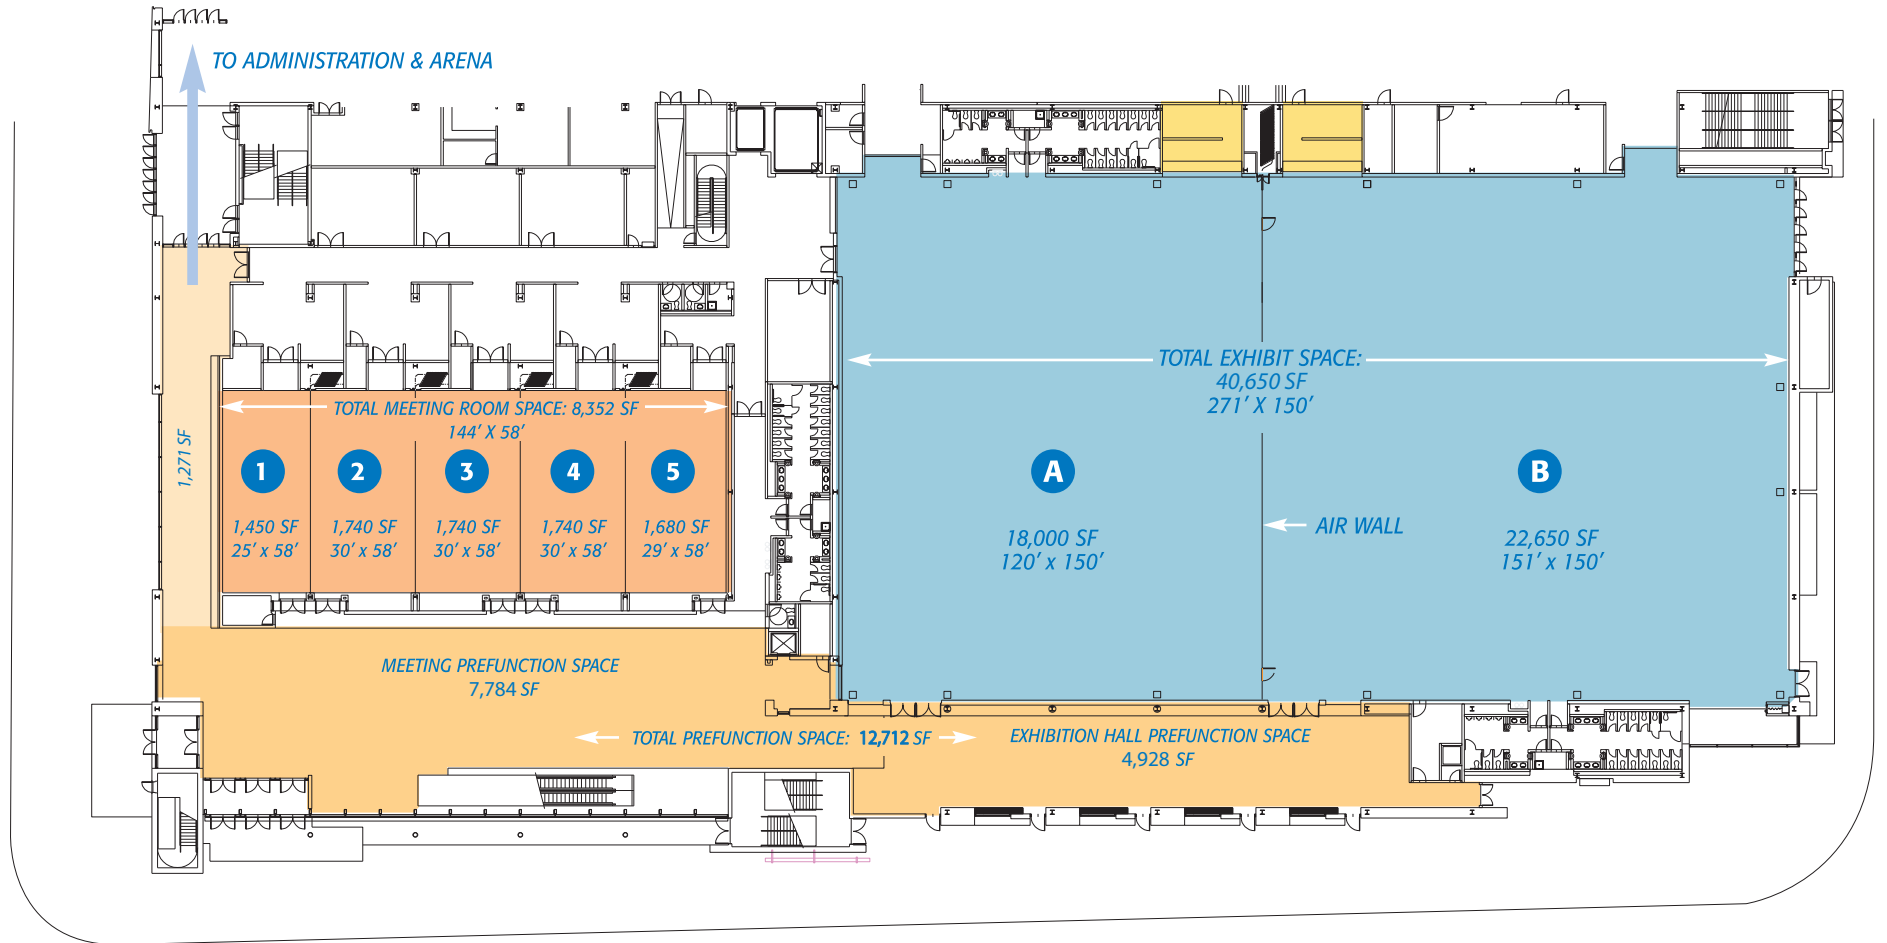 TO ADMINISTRATION & ARENA
TOTAL EXHIBIT SPACE:
40,650 SF
271’ X 150’
TOTAL MEETING ROOM SPACE: 8,352 SF
144’ X 58’
1,271 SF
1
2
3
4
5
A
B
1,450 SF
25’ x 58’
1,740 SF
30’ x 58’
1,740 SF
30’ x 58’
1,740 SF
30’ x 58’
1,680 SF
29’ x 58’
18,000 SF
120’ x 150’
AIR WALL
22,650 SF
151’ x 150’
MEETING PREFUNCTION SPACE
7,784 SF
TOTAL PREFUNCTION SPACE: 12,712 SF
EXHIBITION HALL PREFUNCTION SPACE
4,928 SF